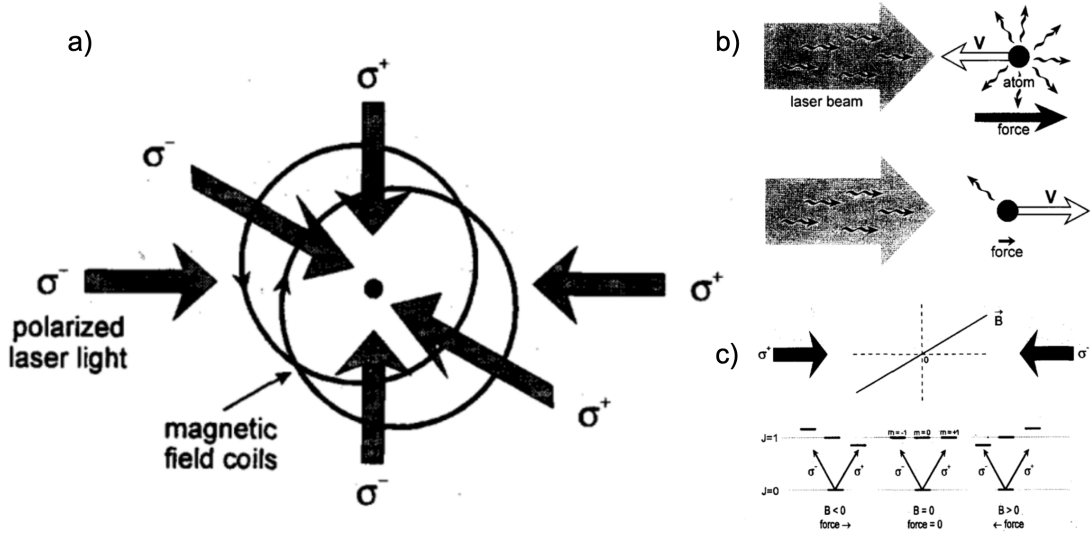 a)
σ⁺
σ⁻
σ⁻
σ⁺
polarized
laser light
magnetic
field coils
σ⁺
σ⁻
b)
V
laser beam
atom
force
V
force
c)
σ⁺
B⃗
0
σ⁻
J=1
m=-1 m=0 m=+1
σ⁻ σ⁺ σ⁻ σ⁺ σ⁻ σ⁺
J=0
B < 0 B = 0 B > 0
force → force = 0 ← force